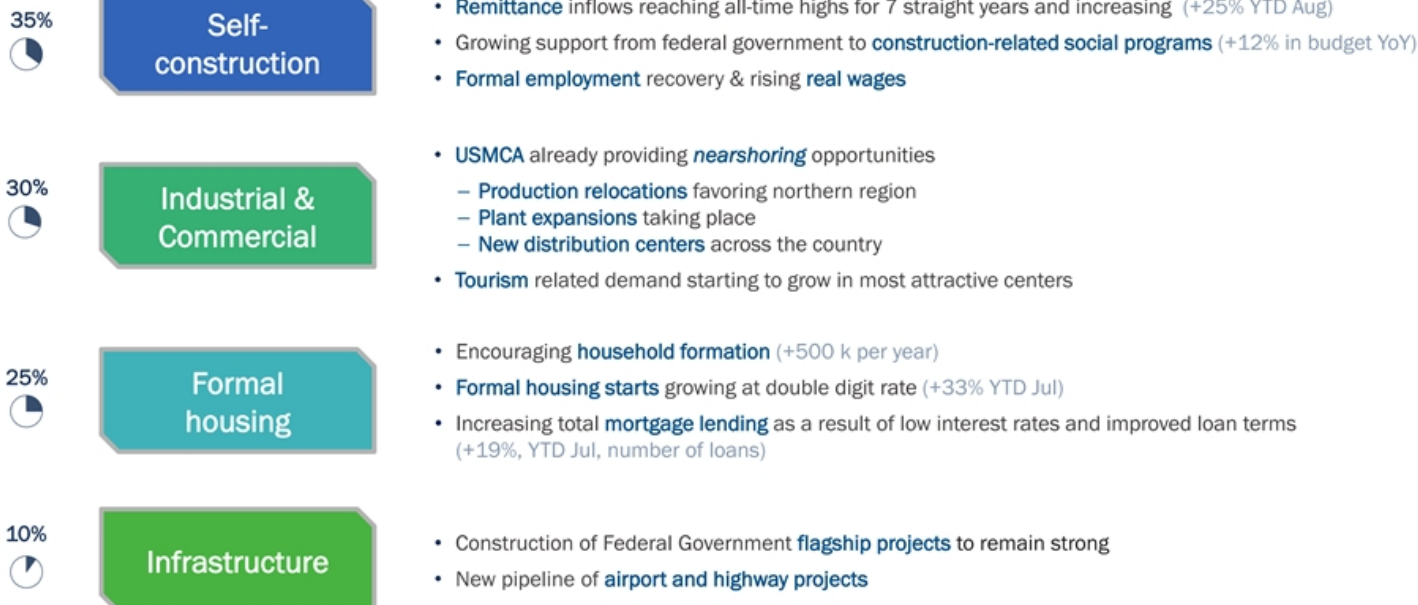 35%
Self-
construction
• Remittance inflows reaching all-time highs for 7 straight years and increasing (+25% YTD Aug)
• Growing support from federal government to construction-related social programs (+12% in budget YoY)
• Formal employment recovery & rising real wages
30%
Industrial &
Commercial
• USMCA already providing nearshoring opportunities
– Production relocations favoring northern region
– Plant expansions taking place
– New distribution centers across the country
• Tourism related demand starting to grow in most attractive centers
25%
Formal
housing
• Encouraging household formation (+500 k per year)
• Formal housing starts growing at double digit rate (+33% YTD Jul)
• Increasing total mortgage lending as a result of low interest rates and improved loan terms
(+19%, YTD Jul, number of loans)
10%
Infrastructure
• Construction of Federal Government flagship projects to remain strong
• New pipeline of airport and highway projects